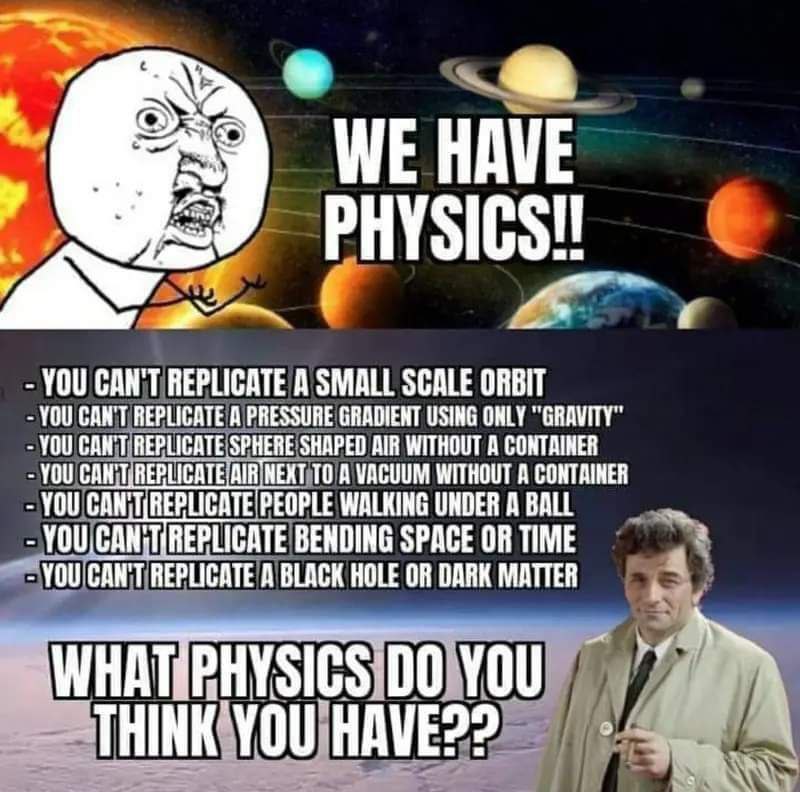 WE HAVE
PHYSICS!!
- YOU CAN'T REPLICATE A SMALL SCALE ORBIT
- YOU CAN'T REPLICATE A PRESSURE GRADIENT USING ONLY "GRAVITY"
- YOU CAN'T REPLICATE SPHERE SHAPED AIR WITHOUT A CONTAINER
- YOU CAN'T REPLICATE AIR NEXT TO A VACUUM WITHOUT A CONTAINER
- YOU CAN'T REPLICATE PEOPLE WALKING UNDER A BALL
- YOU CAN'T REPLICATE BENDING SPACE OR TIME
- YOU CAN'T REPLICATE A BLACK HOLE OR DARK MATTER
WHAT PHYSICS DO YOU
THINK YOU HAVE??